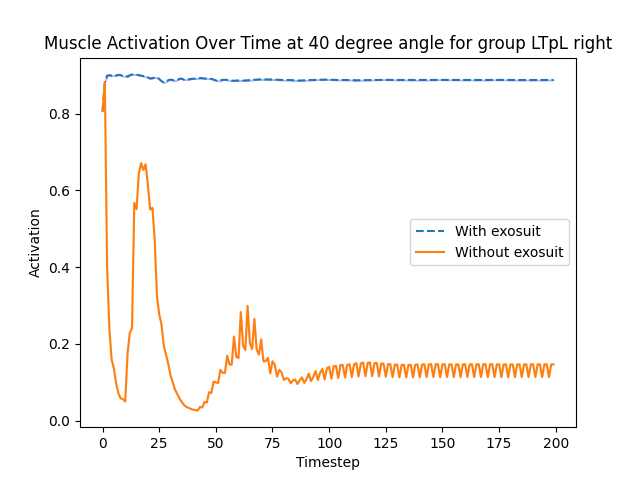 Muscle Activation Over Time at 40 degree angle for group LTpL right
Activation
0.8
0.6
0.4
0.2
0.0
With exosuit
Without exosuit
0 25 50 75 100 125 150 175 200
Timestep